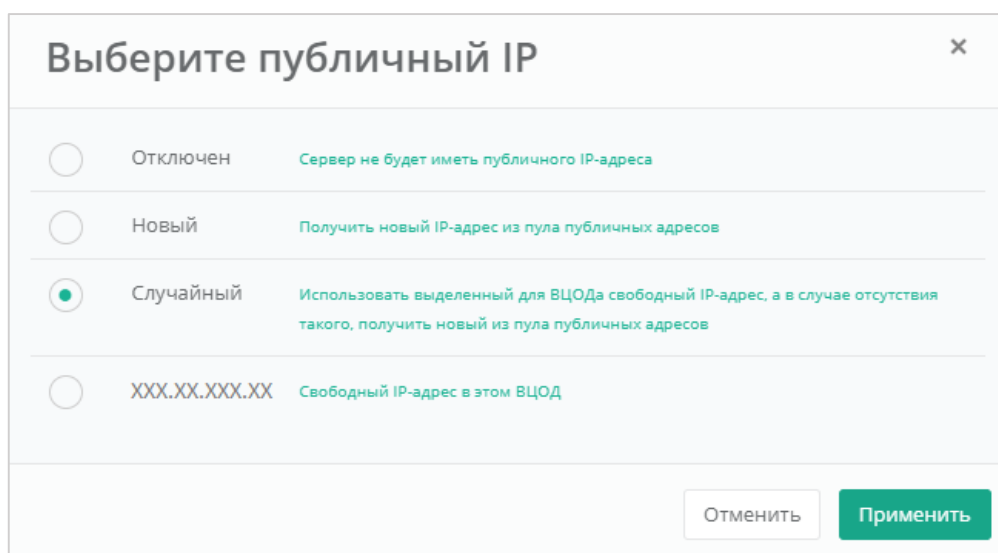 Выберите публичный IP
×
Отключен Сервер не будет иметь публичного IP-адреса
Новый Получить новый IP-адрес из пула публичных адресов
Случайный Использовать выделенный для ВЦОДа свободный IP-адрес, а в случае отсутствия
такого, получить новый из пула публичных адресов
XXX.XX.XXX.XX Свободный IP-адрес в этом ВЦОД
Отменить Применить